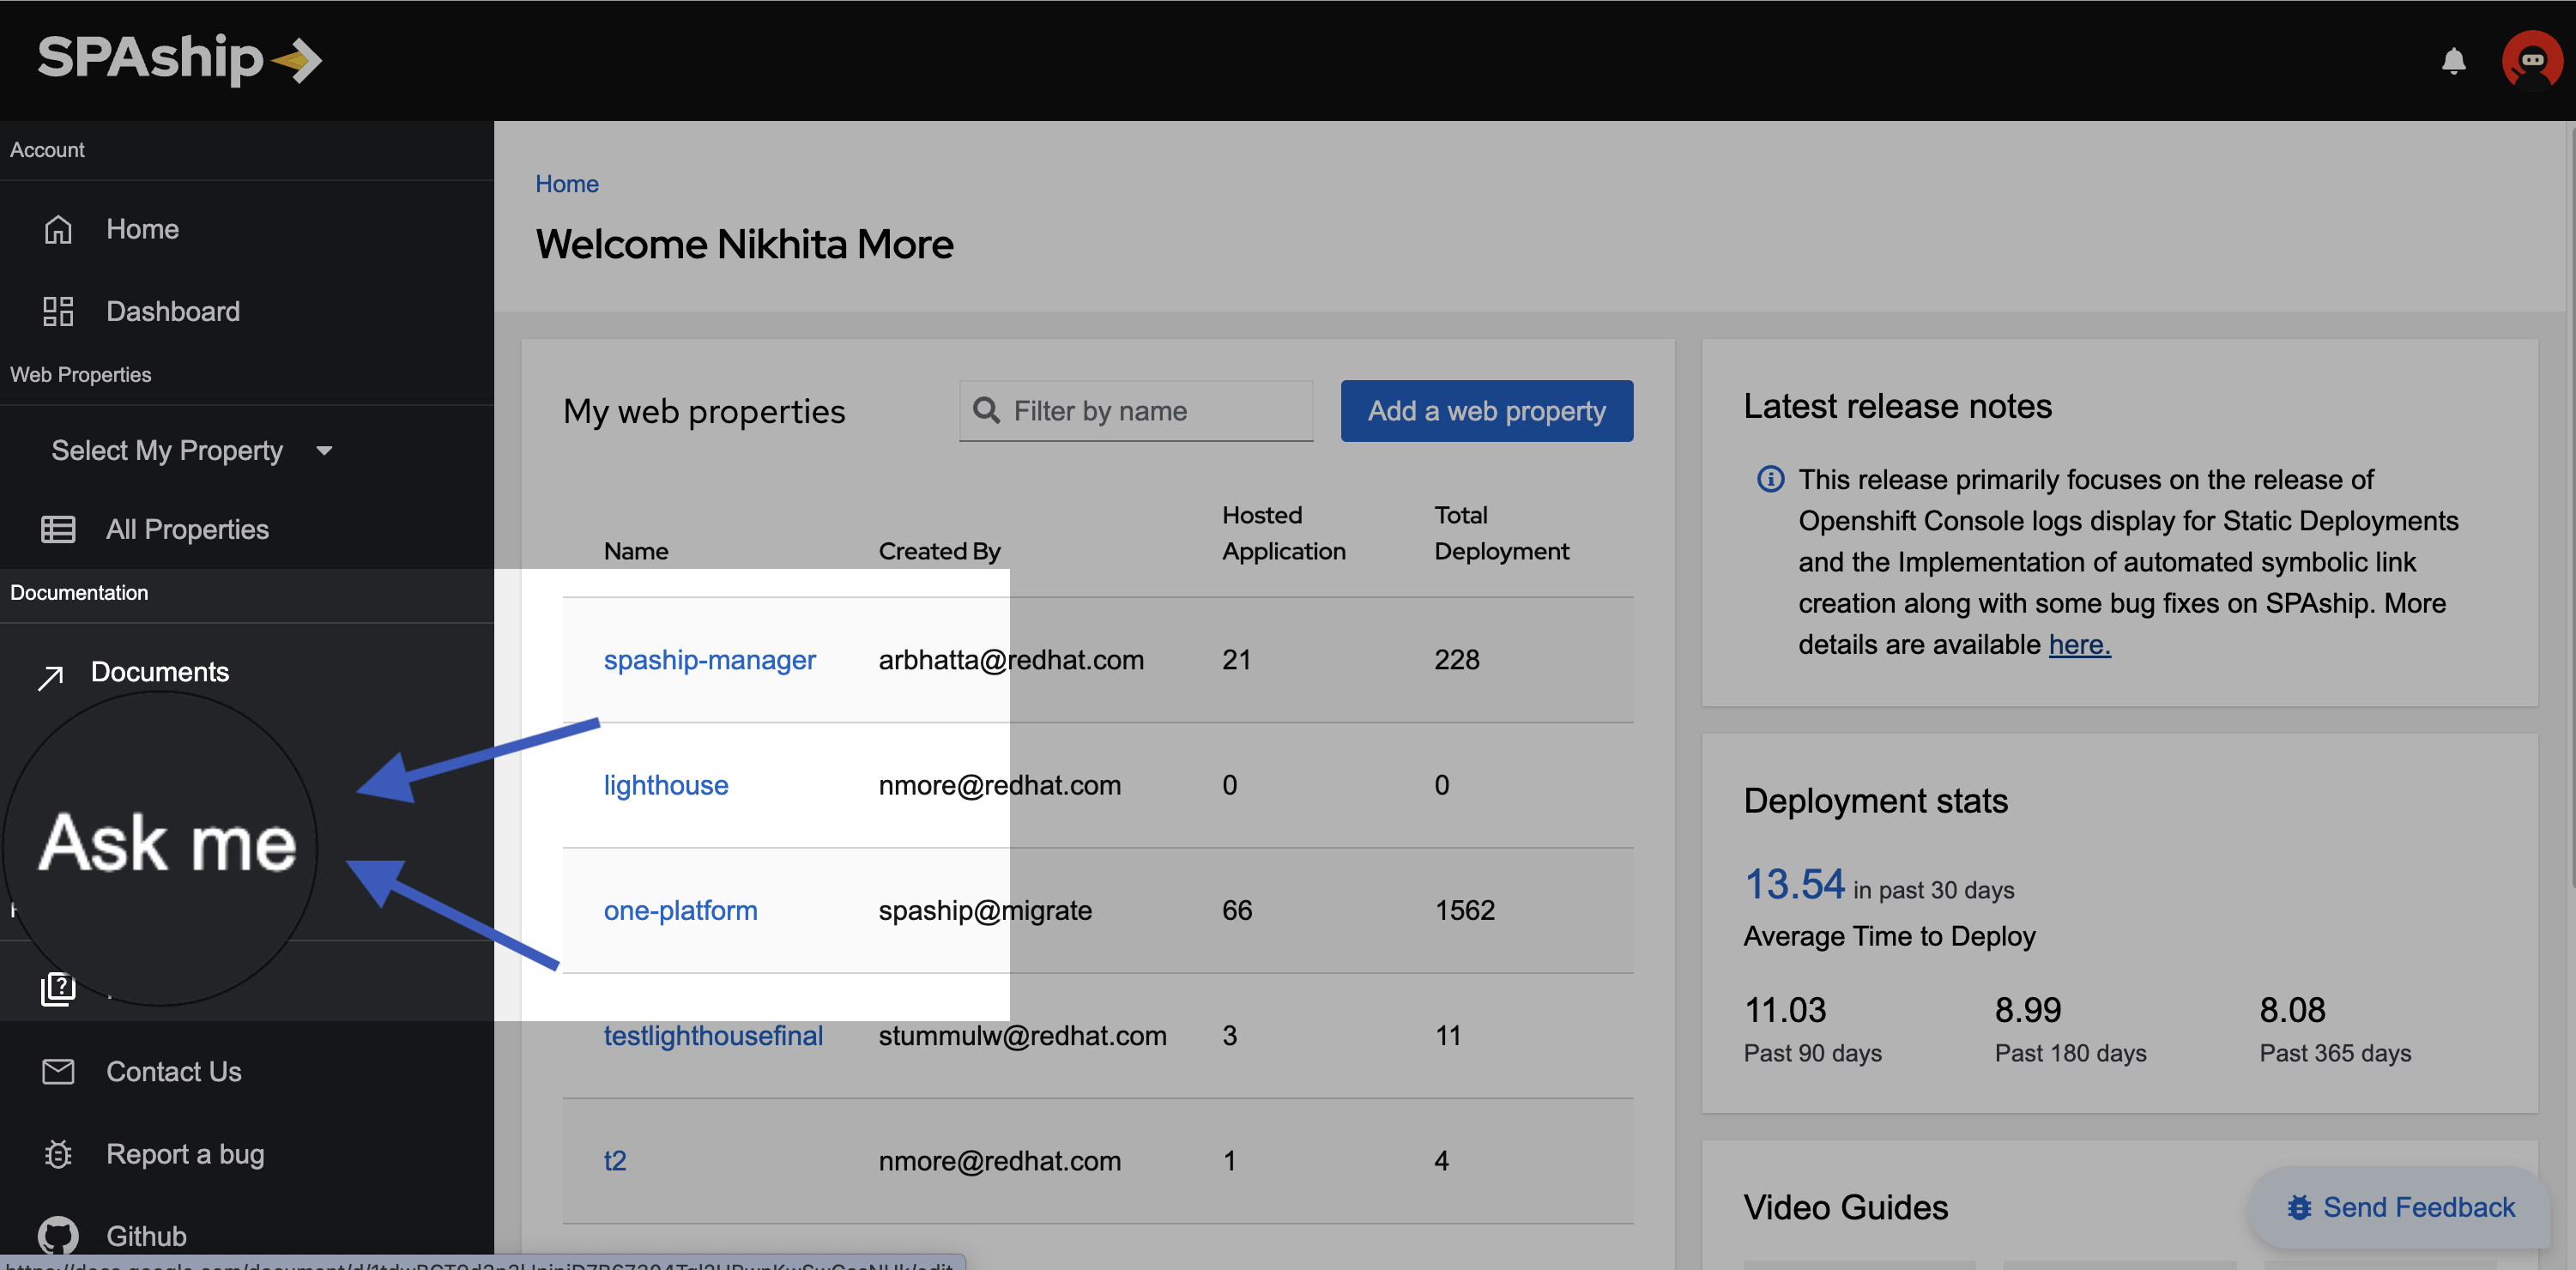 SPAship
Account
Home
Dashboard
Web Properties
Select My Property
All Properties
Documentation
Documents
Ask me
Contact Us
Report a bug
Github
Home
Welcome Nikhita More
My web properties
Filter by name
Add a web property
Name Created By Hosted Application Total Deployment
spaship-manager arbhatta@redhat.com 21 228
lighthouse nmore@redhat.com 0 0
one-platform spaship@migrate 66 1562
testlighthousefinal stummulw@redhat.com 3 11
t2 nmore@redhat.com 1 4
Latest release notes
This release primarily focuses on the release of
Openshift Console logs display for Static Deployments
and the Implementation of automated symbolic link
creation along with some bug fixes on SPAship. More
details are available here.
Deployment stats
13.54 in past 30 days
Average Time to Deploy
11.03 8.99 8.08
Past 90 days Past 180 days Past 365 days
Video Guides
Send Feedback